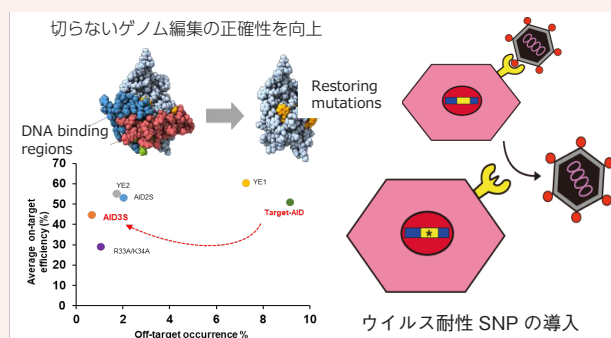 切らないゲノム編集の正確性を向上
DNA binding
regions
Restoring
mutations
Average on-target
efficiency (%)
70
60
50
40
30
20
10
0
YE2
AID2S
YE1
AID3S
Target-AID
R33A/K34A
0
2
4
6
8
10
Off-target occurrence %
*
ウイルス耐性 SNP の導入